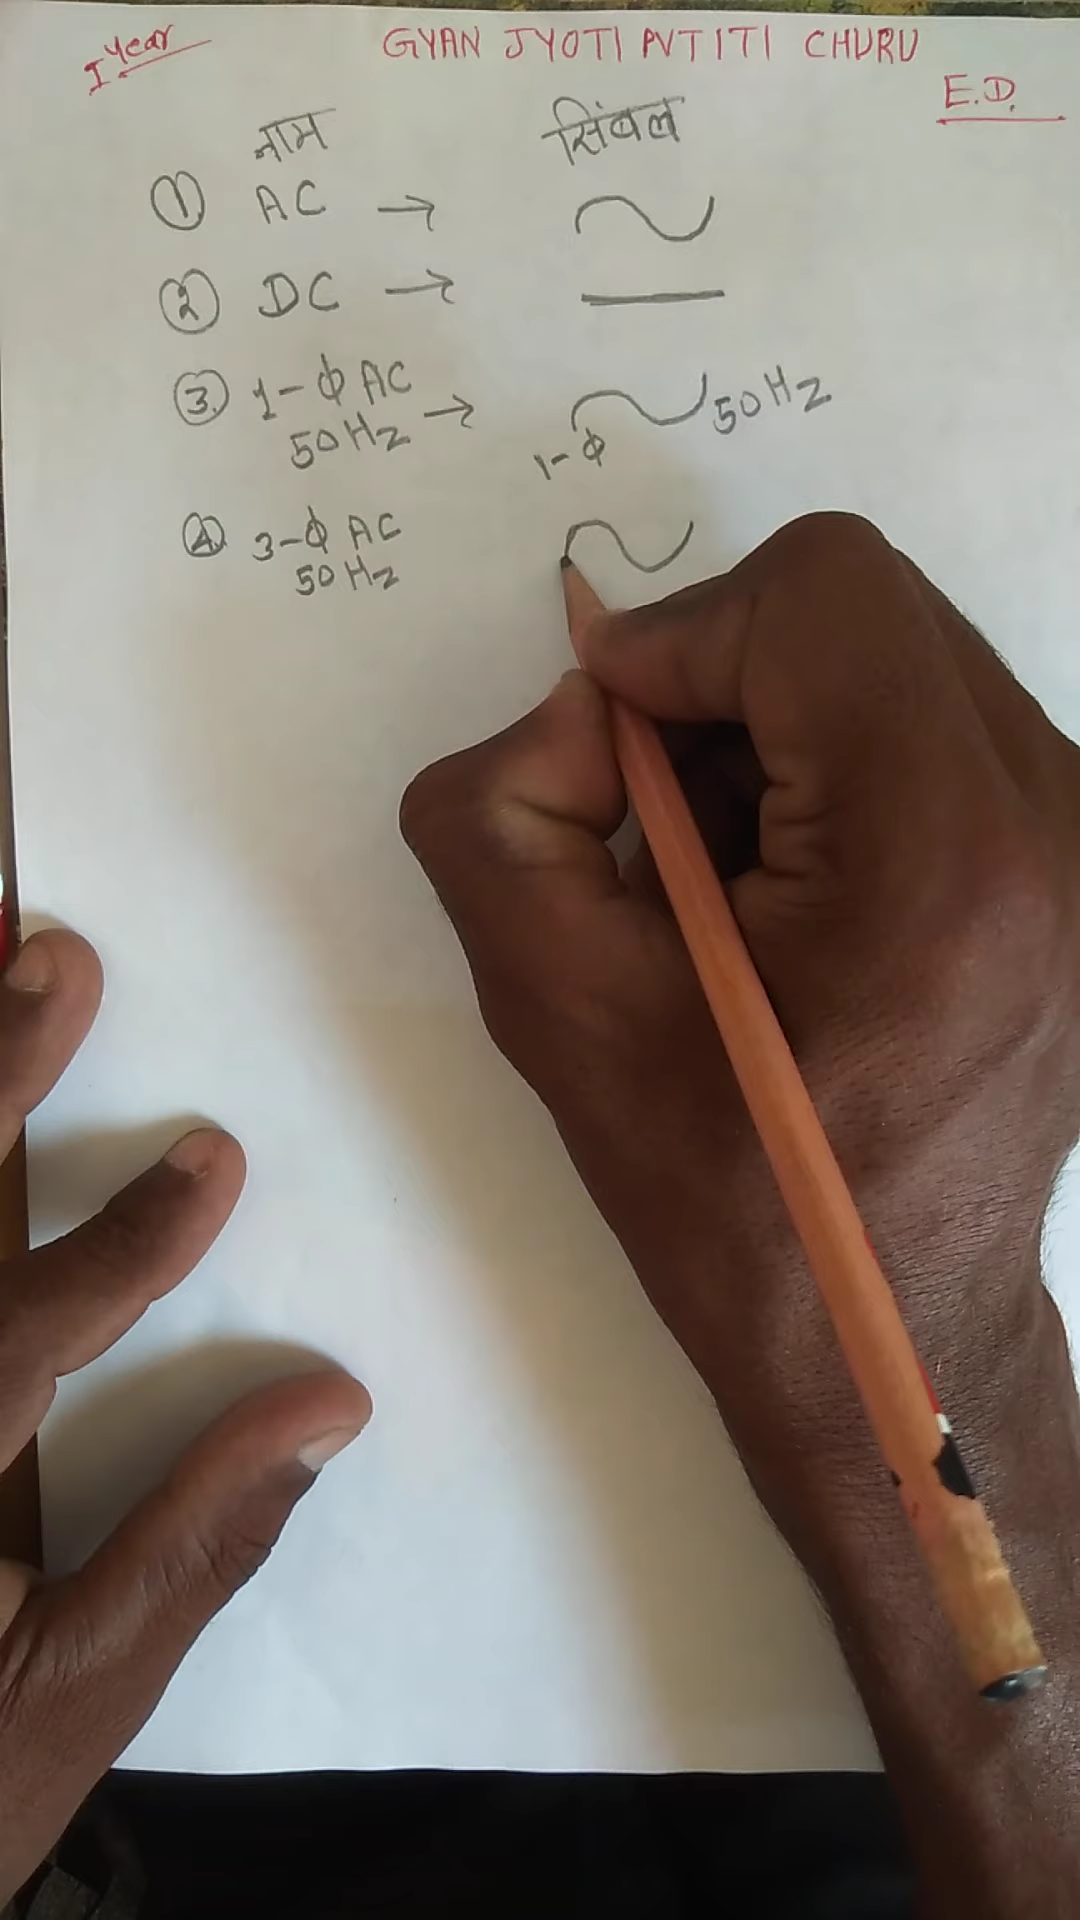 I Year
GYAN JYOTI PVT ITI CHURU
E.D.
नाम सिंबल
① AC → ~
② DC → —
③ 1-ф AC
50 Hz → ~ 50 Hz
1-ф
④ 3-ф AC ~
50 Hz